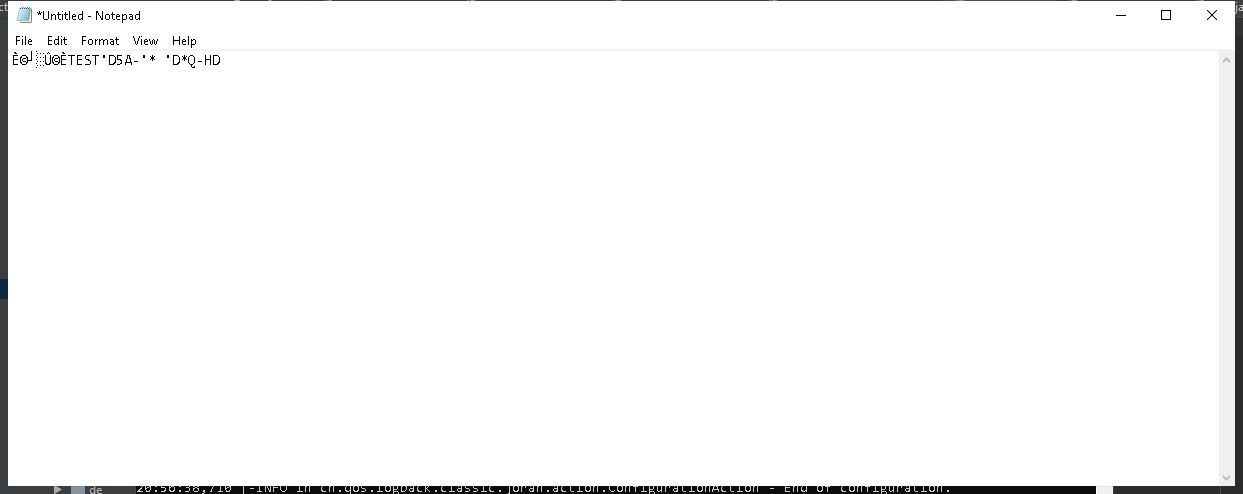 *Untitled - Notepad
File Edit Format View Help
È©┘░Û©ÈTEST'D5A-'* 'D*Q-HD
de
20:56:38,710 |-INFO in ch.qos.logback.classic.joran.action.ConfigurationAction - End of configuration.